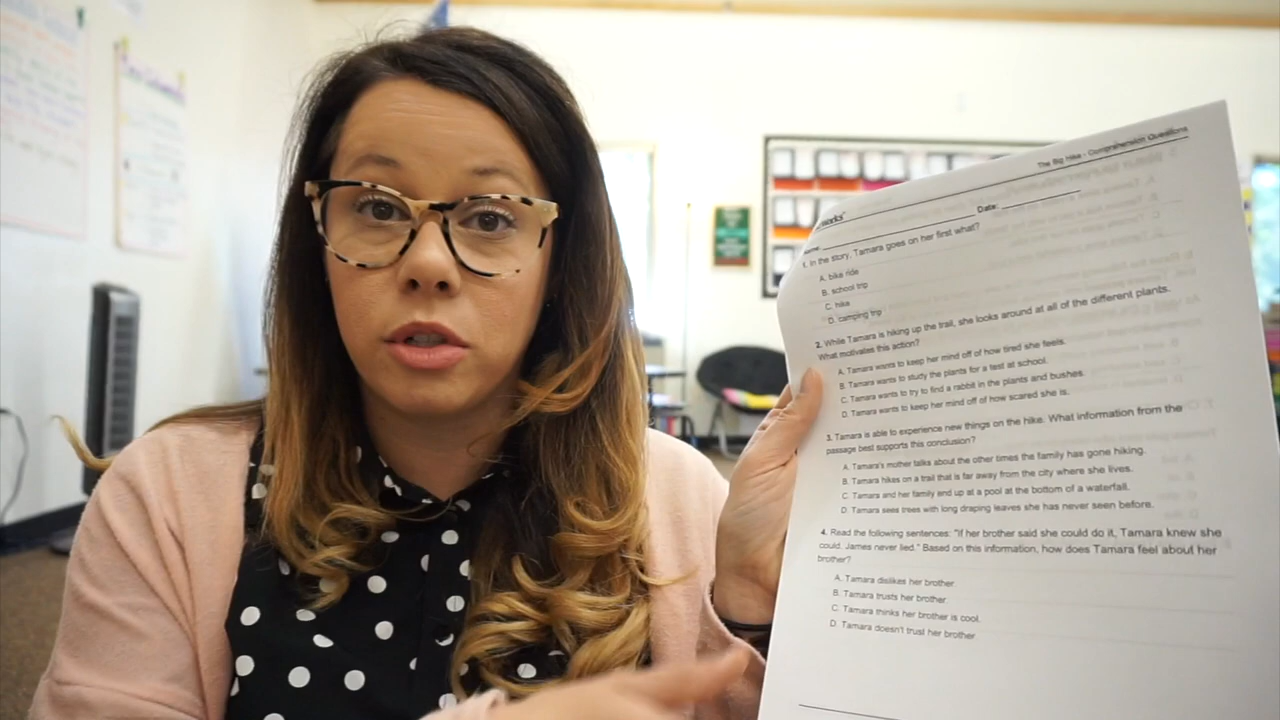 The Big Hike - Comprehension Questions
Date:
1. In the story, Tamara goes on her first what?
A. bike ride
B. school trip
C. hike
D. camping trip
2. While Tamara is hiking up the trail, she looks around at all of the different plants.
What motivates this action?
A. Tamara wants to keep her mind off of how tired she feels.
B. Tamara wants to study the plants for a test at school.
C. Tamara wants to try to find a rabbit in the plants and bushes.
D. Tamara wants to keep her mind off of how scared she is.
3. Tamara is able to experience new things on the hike. What information from the
passage best supports this conclusion?
A. Tamara's mother talks about the other times the family has gone hiking.
B. Tamara hikes on a trail that is far away from the city where she lives.
C. Tamara and her family end up at a pool at the bottom of a waterfall.
D. Tamara sees trees with long draping leaves she has never seen before.
4. Read the following sentences: "If her brother said she could do it, Tamara knew she
could. James never lied." Based on this information, how does Tamara feel about her
brother?
A. Tamara dislikes her brother.
B. Tamara trusts her brother.
C. Tamara thinks her brother is cool.
D. Tamara doesn't trust her brother.